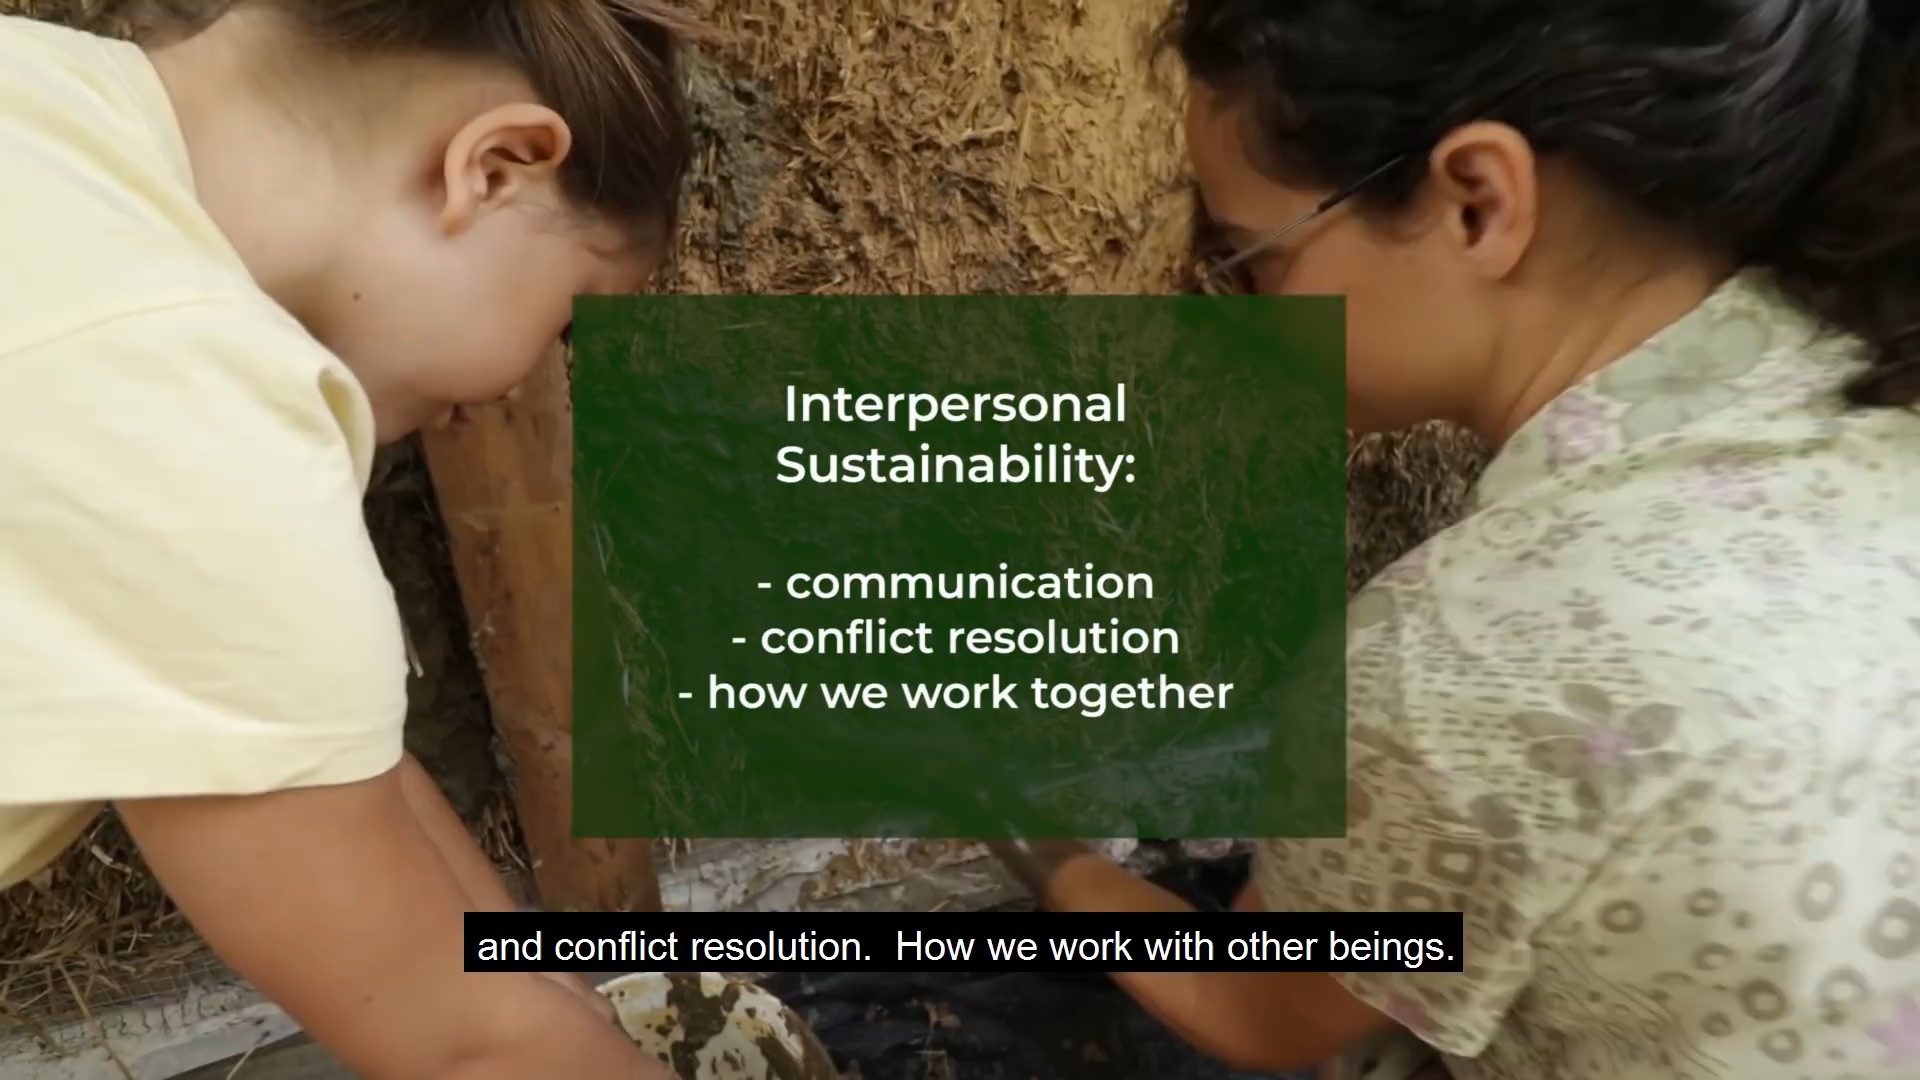 Interpersonal
Sustainability:
- communication
- conflict resolution
- how we work together
and conflict resolution.  How we work with other beings.